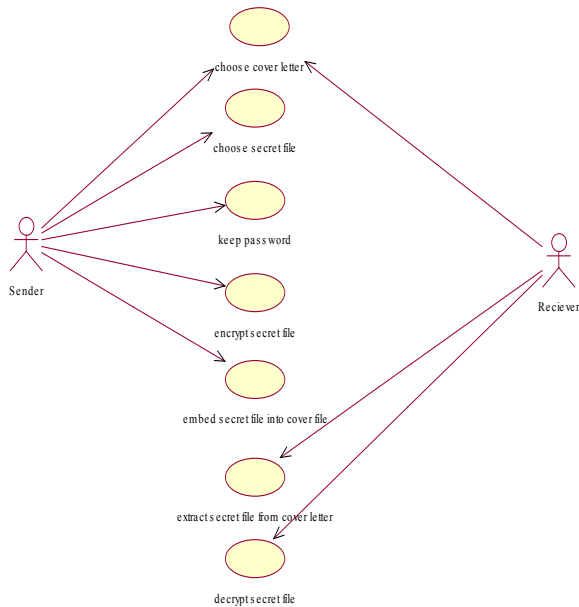 choose cover letter
choose secret file
keep password
Sender
Reciever
encrypt secret file
embed secret file into cover file
extract secret file from cover letter
decrypt secret file